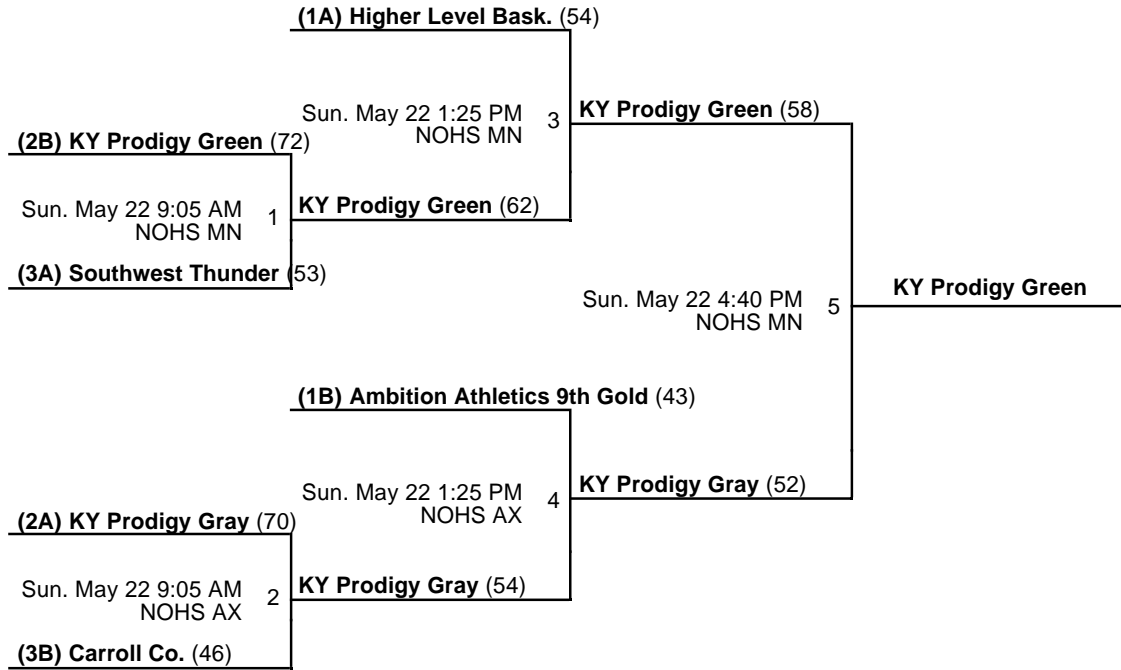 (1A) Higher Level Bask. (54)
Sun. May 22 1:25 PM
NOHS MN
3
KY Prodigy Green (58)
(2B) KY Prodigy Green (72)
Sun. May 22 9:05 AM
NOHS MN
1
KY Prodigy Green (62)
(3A) Southwest Thunder (53)
Sun. May 22 4:40 PM
NOHS MN
5
KY Prodigy Green
(1B) Ambition Athletics 9th Gold (43)
Sun. May 22 1:25 PM
NOHS AX
4
KY Prodigy Gray (52)
(2A) KY Prodigy Gray (70)
Sun. May 22 9:05 AM
NOHS AX
2
KY Prodigy Gray (54)
(3B) Carroll Co. (46)